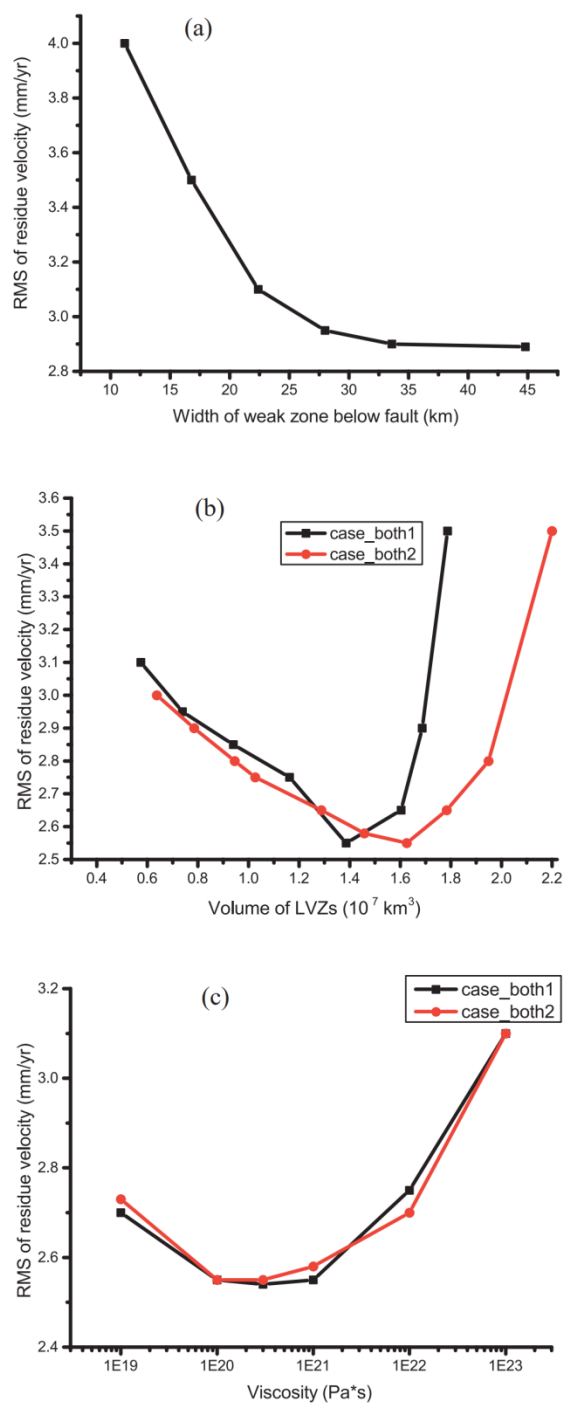 (a)
RMS of residue velocity (mm/yr)
4.0
3.5
3.4
3.1
3.0
2.9
2.8
10 15 20 25 30 35 40 45
Width of weak zone below fault (km)
(b)
case_both1
case_both2
RMS of residue velocity (mm/yr)
3.6
3.5
3.4
3.3
3.2
3.1
3.0
2.9
2.8
2.7
2.6
2.5
0.4 0.6 0.8 1.0 1.2 1.4 1.6 1.8 2.0 2.2
Volume of LVZs (10 7 km3)
(c)
case_both1
case_both2
RMS of residue velocity (mm/yr)
3.2
3.0
2.8
2.6
2.4
1E19 1E20 1E21 1E22 1E23
Viscosity (Pa*s)